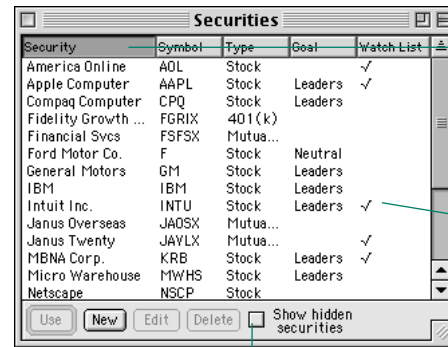 Securities
Security Symbol Type Goal Watch List
America Online AOL Stock √
Apple Computer AAPL Stock Leaders √
Compaq Computer CPQ Stock Leaders
Fidelity Growth ... FGRIX 401(k)
Financial Svcs FSFSX Mutua...
Ford Motor Co. F Stock Neutral
General Motors GM Stock Leaders
IBM IBM Stock Leaders
Intuit Inc. INTU Stock Leaders √
Janus Overseas JAOSX Mutua...
Janus Twenty JAVLX Mutua... √
MBNA Corp. KRB Stock Leaders √
Micro Warehouse MWHS Stock Leaders
Netscape NSCP Stock
Use New Edit Delete Show hidden
securities